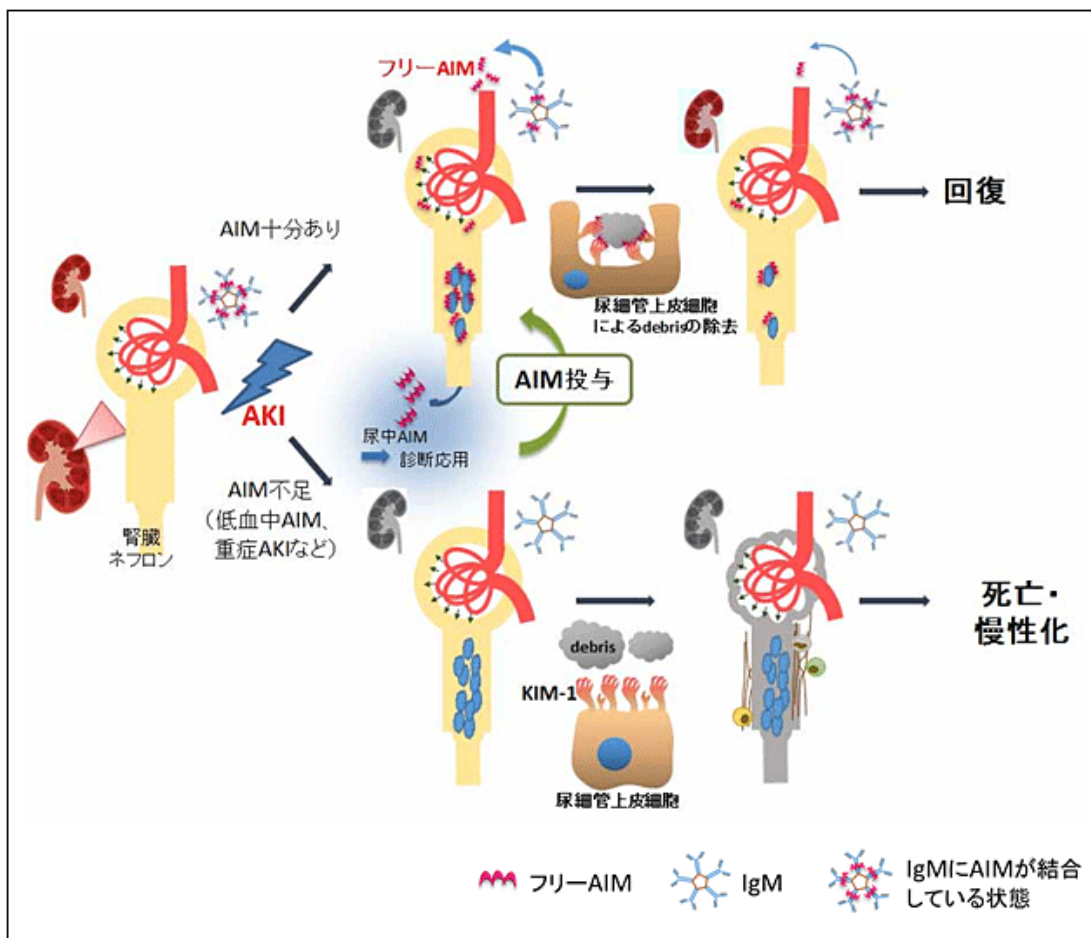 フリーAIM
AIM十分あり
回復
尿細管上皮細胞
によるdebrisの除去
AKI
AIM投与
尿中AIM
診断応用
AIM不足
(低血中AIM、
重症AKIなど)
腎臓
ネフロン
debris
KIM-1
尿細管上皮細胞
死亡・
慢性化
フリーAIM
IgM
IgMにAIMが結合
している状態